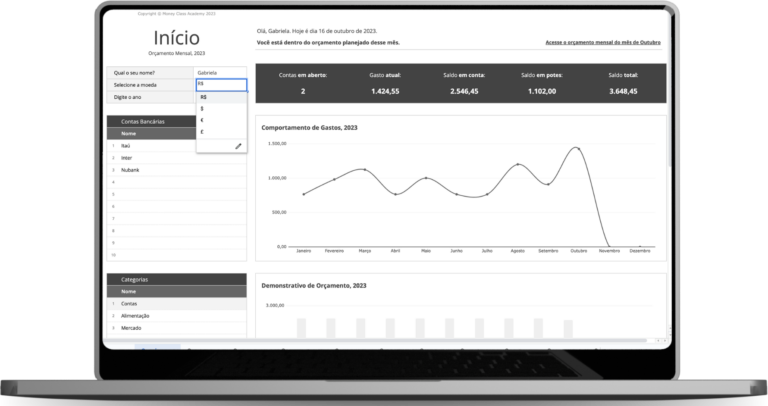 Copyright © Money Class Academy, 2023
Início
Orçamento Mensal, 2023
Olá, Gabriela. Hoje é dia 16 de outubro de 2023.
Você está dentro do orçamento planejado desse mês.
Acesse o orçamento mensal do mês de Outubro
Qual o seu nome?
Gabriela
Selecione a moeda
R$
Digite o ano
R$
$
€
£
Contas em aberto:
2
Gasto atual:
1.424,55
Saldo em conta:
2.546,45
Saldo em potes:
1.102,00
Saldo total:
3.648,45
Contas Bancárias
Nome
1 Itaú
2 Inter
3 Nubank
4
5
6
7
8
9
10
Comportamento de Gastos, 2023
1.500,00
1.000,00
500,00
0,00
Janeiro Fevereiro Março Abril Maio Junho Julho Agosto Setembro Outubro Novembro Dezembro
Categorias
Nome
1 Contas
2 Alimentação
3 Mercado
Demonstrativo de Orçamento, 2023
3.000,00